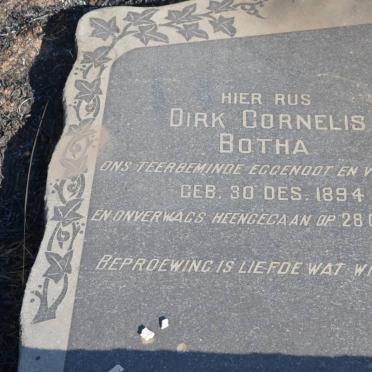 HIER RUS
DIRK CORNELIS
BOTHA
ONS TEERBEMINDE EGGENOOT EN V
GEB. 30 DES. 1894
EN ONVERWAGS HEENGEGAAN OP 28
BEPROEWING IS LIEFDE WAT